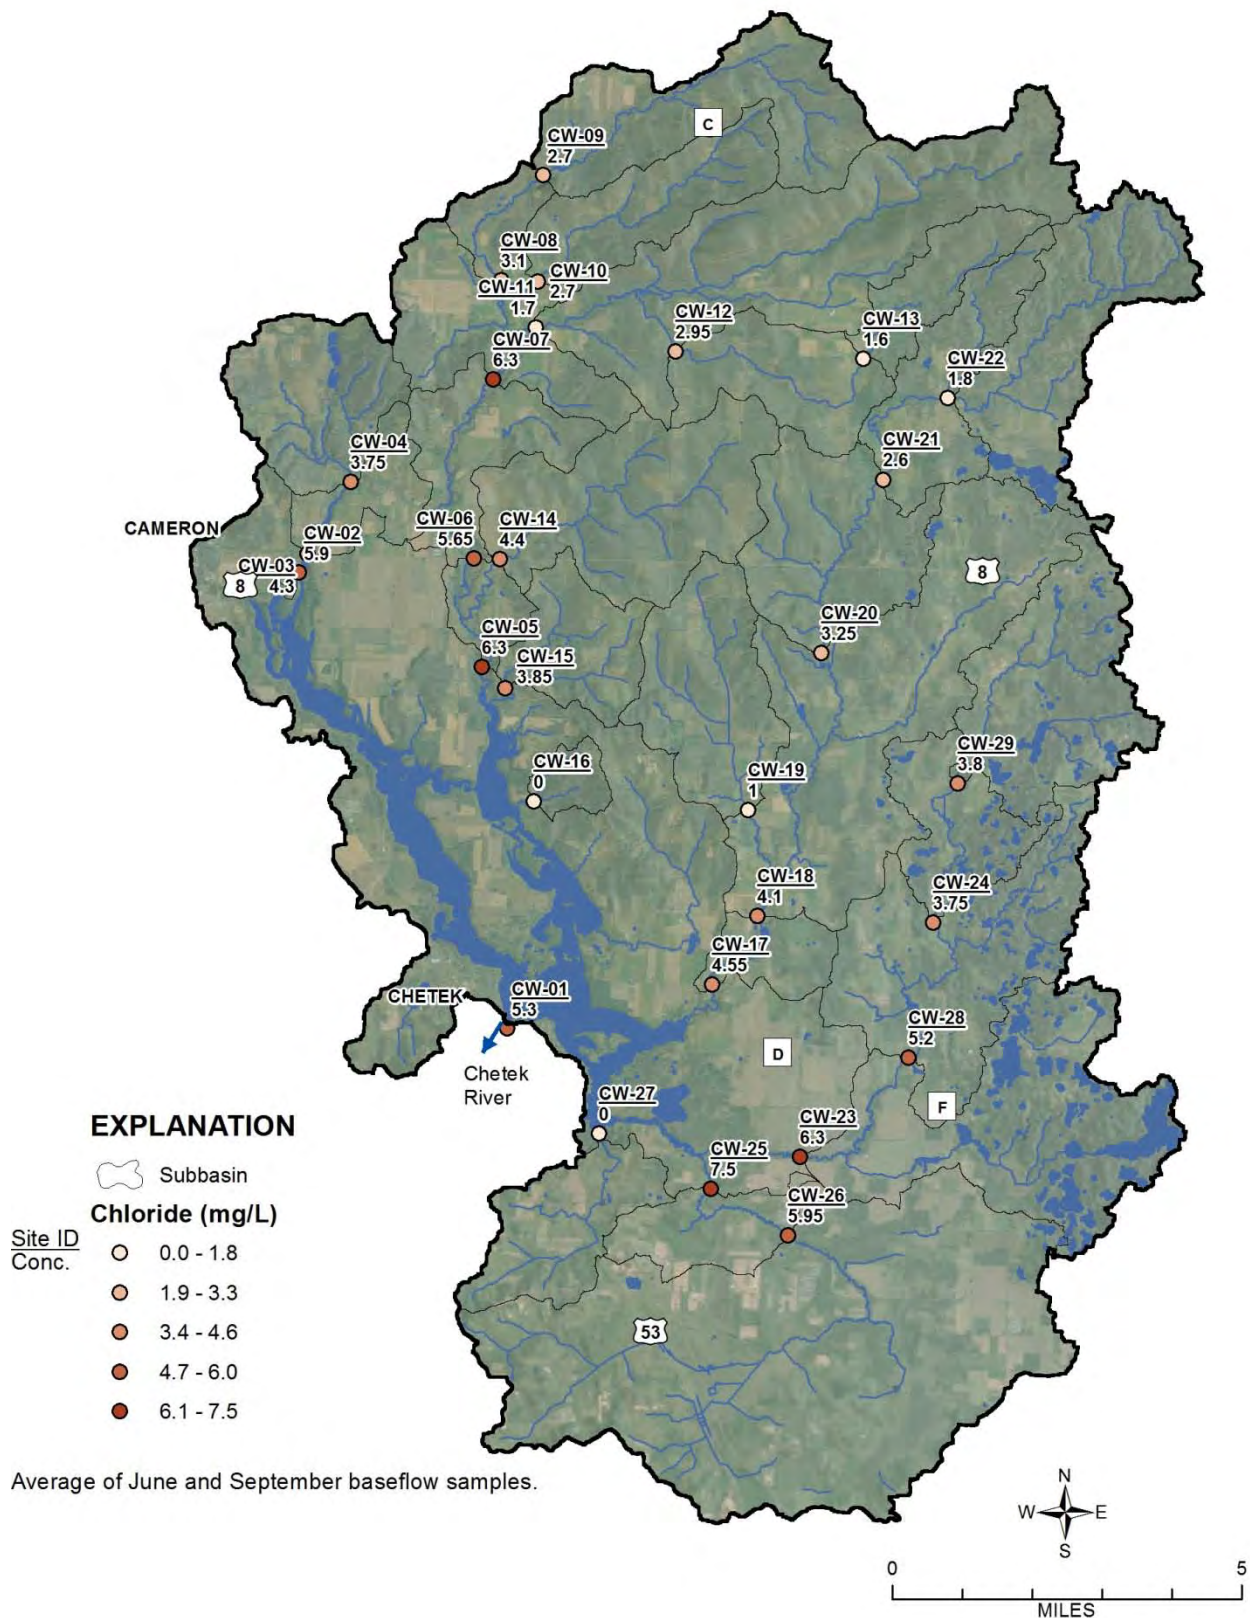 C
CW-09
2.7
CW-08
3.1
CW-10
2.7
CW-11
1.7
CW-12
2.95
CW-13
1.6
CW-07
6.3
CW-22
1.8
CW-04
3.75
CW-21
2.6
CAMERON
CW-02
5.9
CW-06
5.65
CW-14
4.4
CW-03
4.3
8
8
CW-05
6.3
CW-20
3.25
CW-15
3.85
CW-29
3.8
CW-16
0
CW-19
1
CW-18
4.1
CW-24
3.75
CW-17
4.55
CHETEK
CW-01
5.3
CW-28
5.2
D
Chetek
River
F
CW-27
0
CW-23
6.3
CW-25
7.5
CW-26
5.95
53
EXPLANATION
Subbasin
Chloride (mg/L)
Site ID
Conc.
0.0 - 1.8
1.9 - 3.3
3.4 - 4.6
4.7 - 6.0
6.1 - 7.5
Average of June and September baseflow samples.
N
W E
S
0 5
MILES